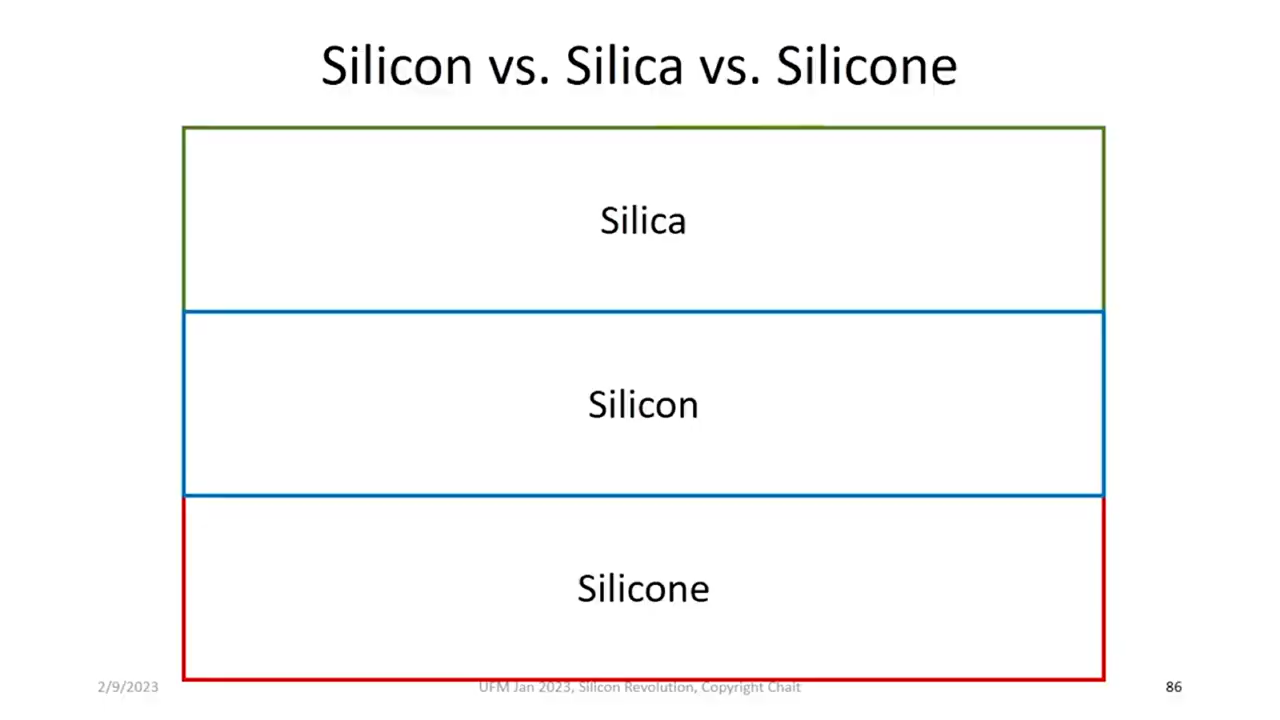 Silicon vs. Silica vs. Silicone
Silica
Silicon
Silicone
2/9/2023
UFM Jan 2023, Silicon Revolution, Copyright Chait
86